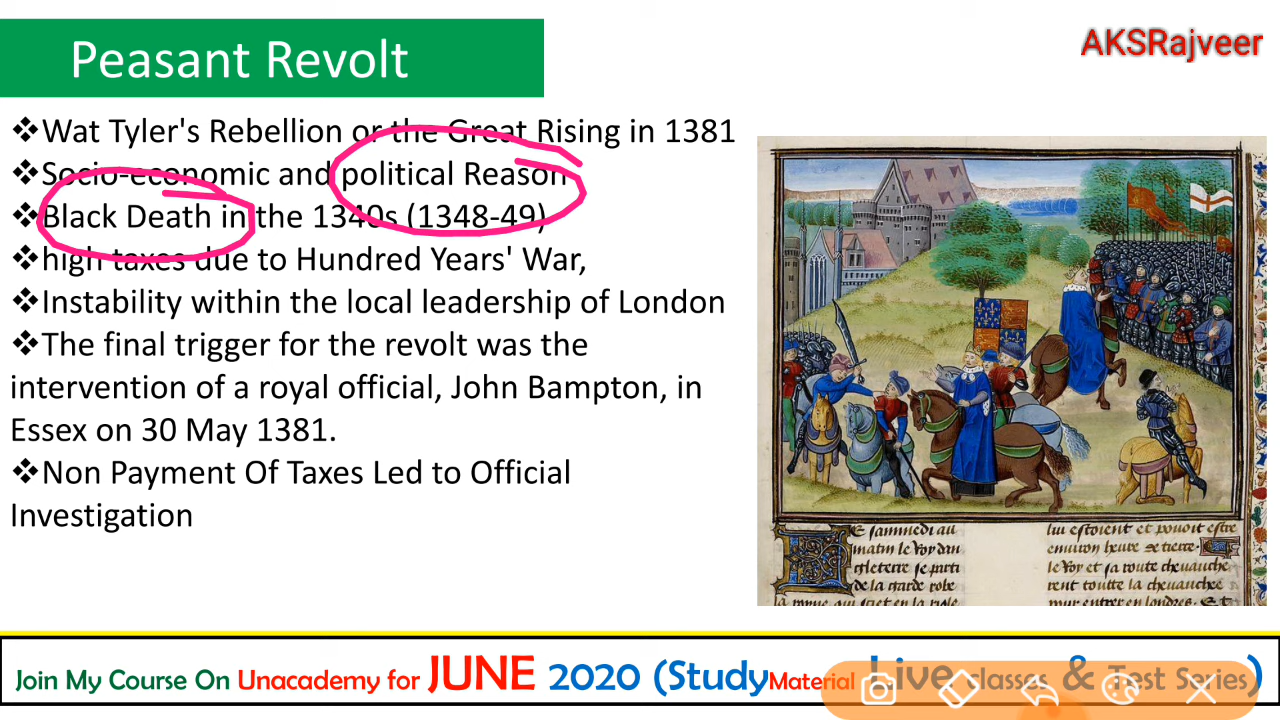 Peasant Revolt
AKSRajveer
❖Wat Tyler's Rebellion or the Great Rising in 1381
❖Socio-economic and political Reason
❖Black Death in the 1340s (1348-49)
❖high taxes due to Hundred Years' War,
❖Instability within the local leadership of London
❖The final trigger for the revolt was the
intervention of a royal official, John Bampton, in
Essex on 30 May 1381.
❖Non Payment Of Taxes Led to Official
Investigation
Join My Course On Unacademy for JUNE 2020 (StudyMaterial Live classes & Test Series)